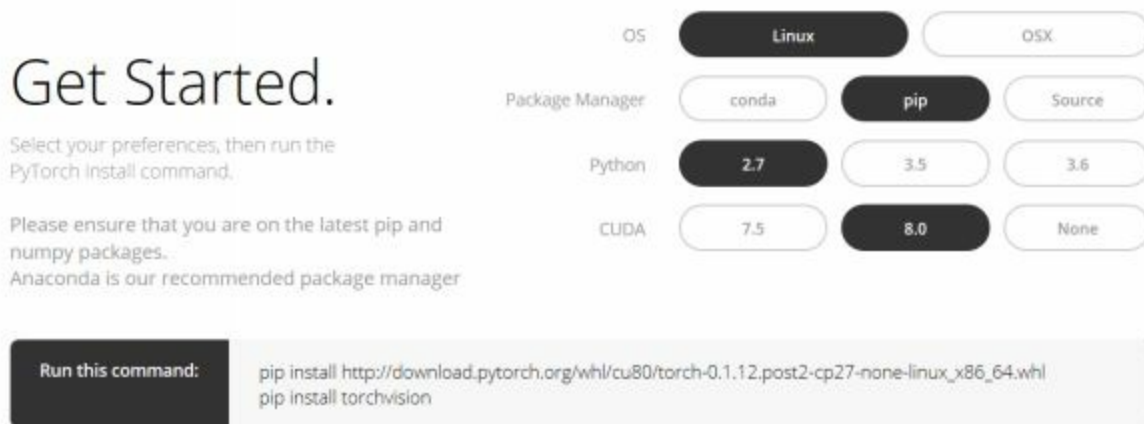 Get Started.
Select your preferences, then run the
PyTorch install command.
Please ensure that you are on the latest pip and
numpy packages.
Anaconda is our recommended package manager
OS Linux OSX
Package Manager conda pip Source
Python 2.7 3.5 3.6
CUDA 7.5 8.0 None
Run this command:
pip install http://download.pytorch.org/whl/cu80/torch-0.1.12.post2-cp27-none-linux_x86_64.whl
pip install torchvision